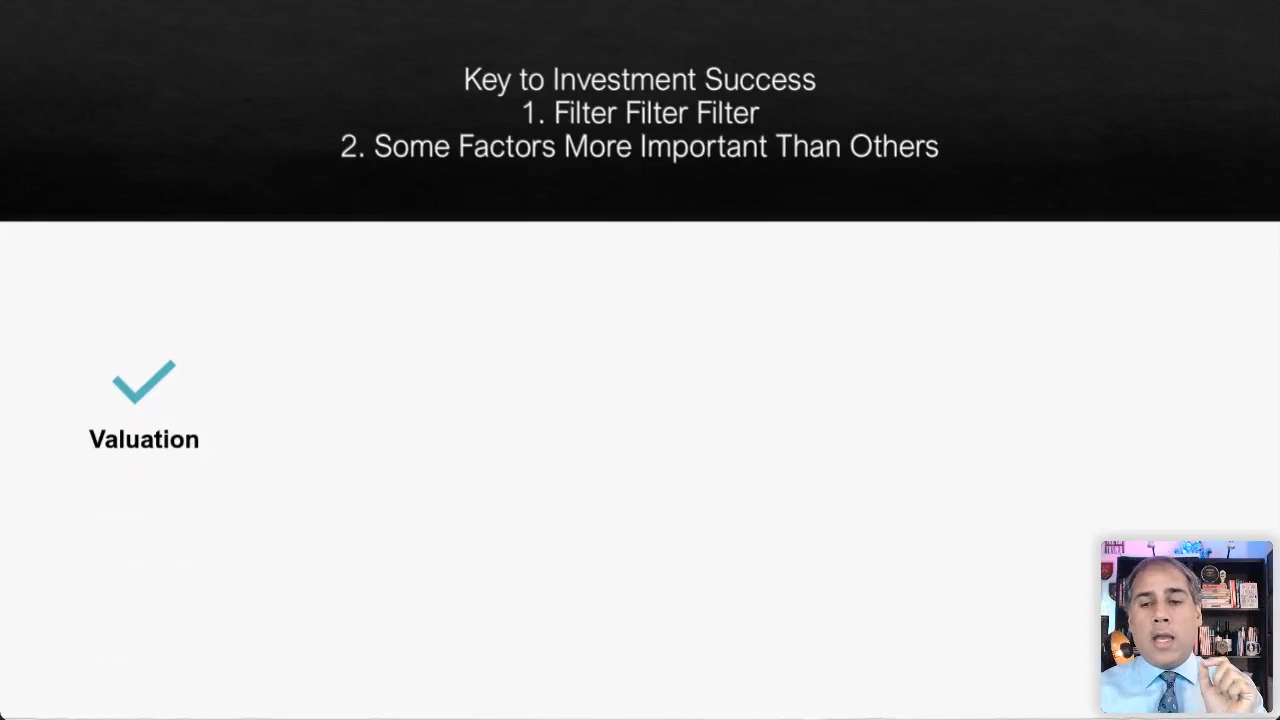 Key to Investment Success
1. Filter Filter Filter
2. Some Factors More Important Than Others
Valuation